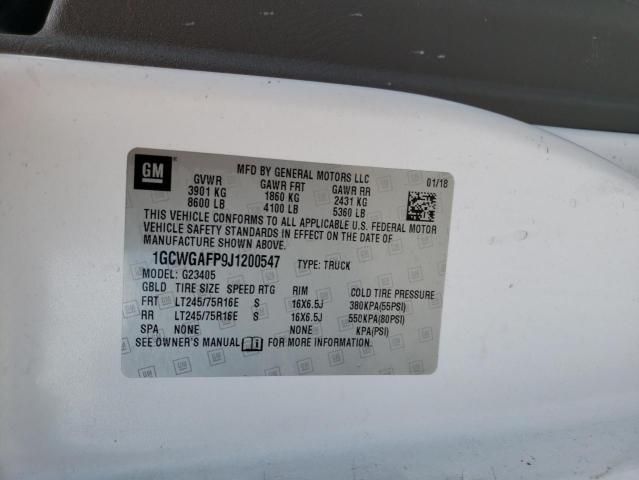 GM
MFD BY GENERAL MOTORS LLC
GVWR GAWR FRT GAWR RR 01/18
3901 KG 1860 KG 2431 KG
8600 LB 4100 LB 5360 LB
THIS VEHICLE CONFORMS TO ALL APPLICABLE U.S. FEDERAL MOTOR
VEHICLE SAFETY STANDARDS IN EFFECT ON THE DATE OF
MANUFACTURE SHOWN ABOVE.
1GCWGAFP9J1200547 TYPE: TRUCK
MODEL: G23405
GBLD TIRE SIZE SPEED RTG RIM COLD TIRE PRESSURE
FRT LT245/75R16E S 16X6.5J 380KPA(55PSI)
RR LT245/75R16E S 16X6.5J 550KPA(80PSI)
SPA NONE NONE KPA(PSI)
SEE OWNER'S MANUAL FOR MORE INFORMATION.